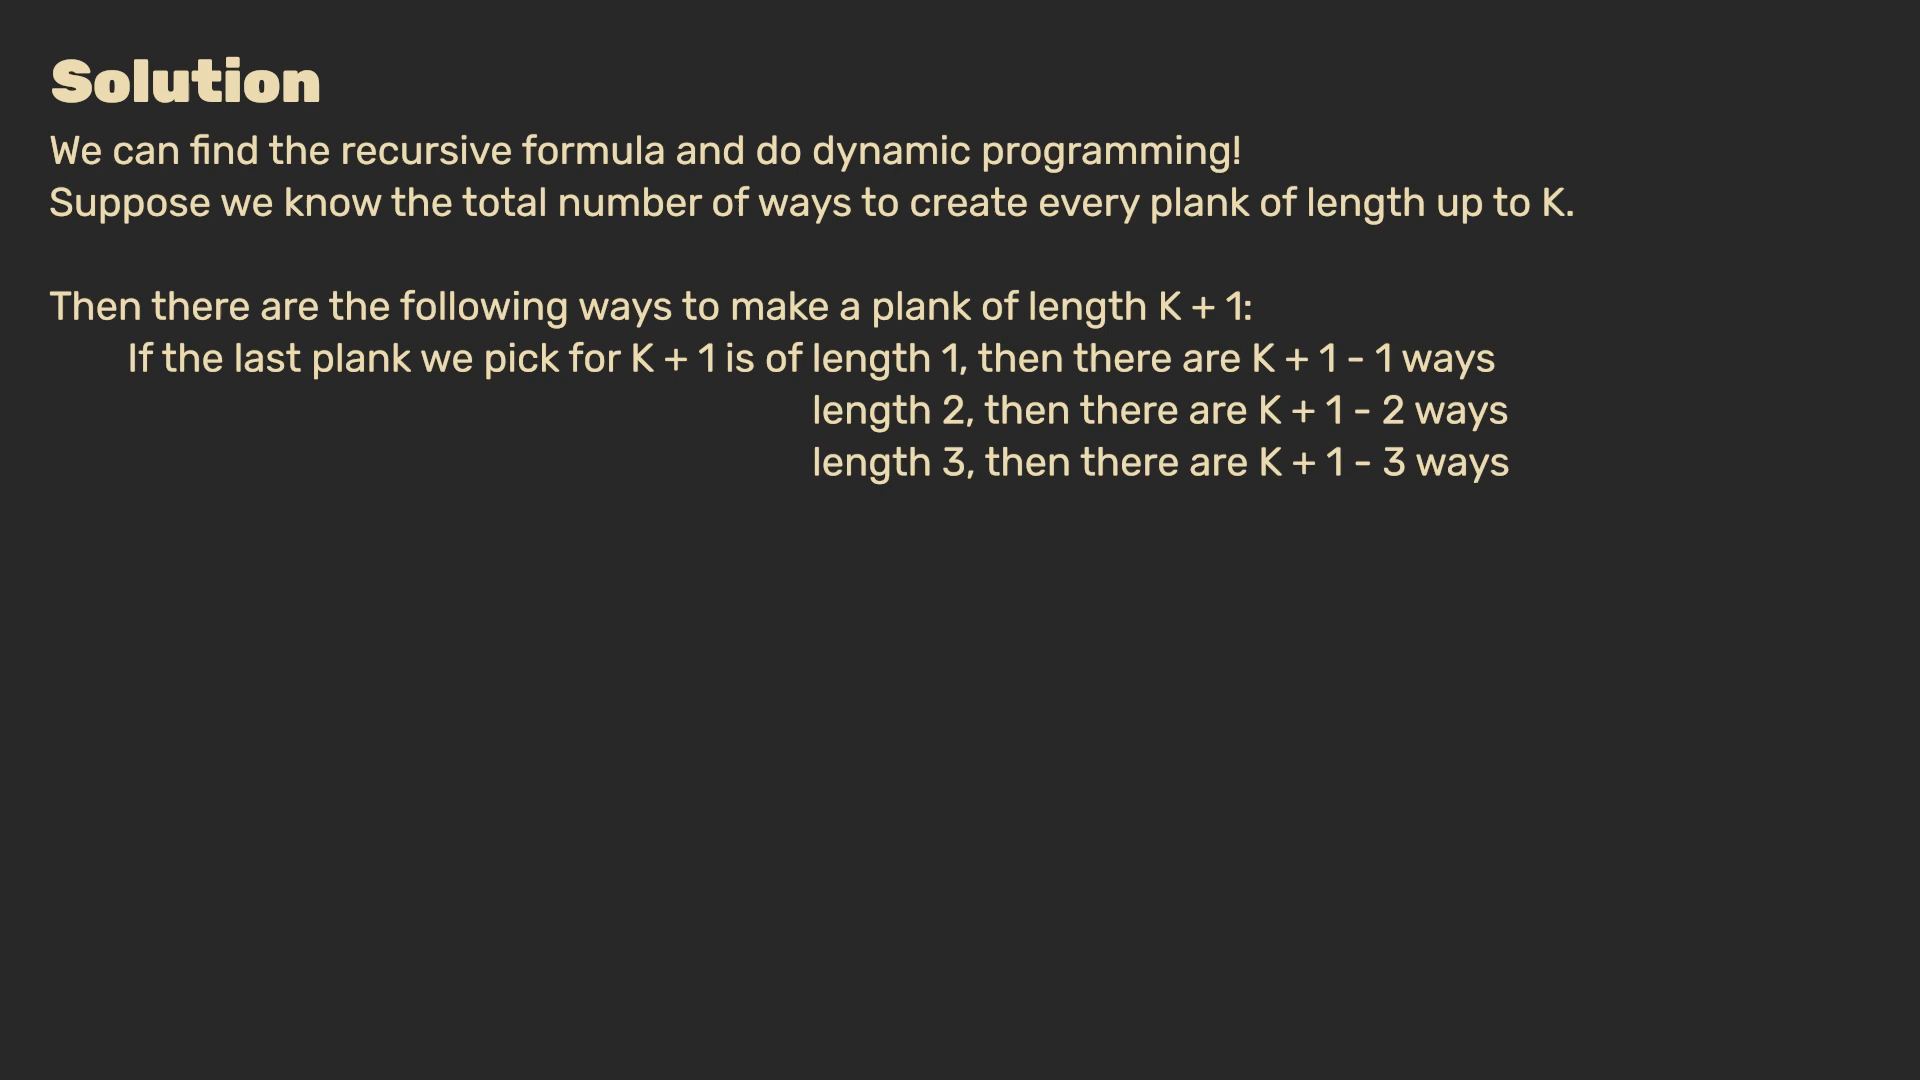 Solution
We can find the recursive formula and do dynamic programming!
Suppose we know the total number of ways to create every plank of length up to K.
Then there are the following ways to make a plank of length K + 1:
If the last plank we pick for K + 1 is of length 1, then there are K + 1 - 1 ways
length 2, then there are K + 1 - 2 ways
length 3, then there are K + 1 - 3 ways